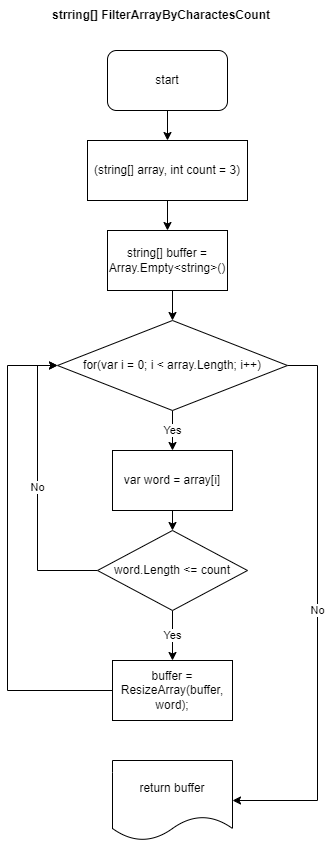 strring[] FilterArrayByCharactesCount
start
(string[] array, int count = 3)
string[] buffer =
Array.Empty<string>()
for(var i = 0; i < array.Length; i++)
Yes
var word = array[i]
No
word.Length <= count
No
Yes
buffer =
ResizeArray(buffer,
word);
return buffer